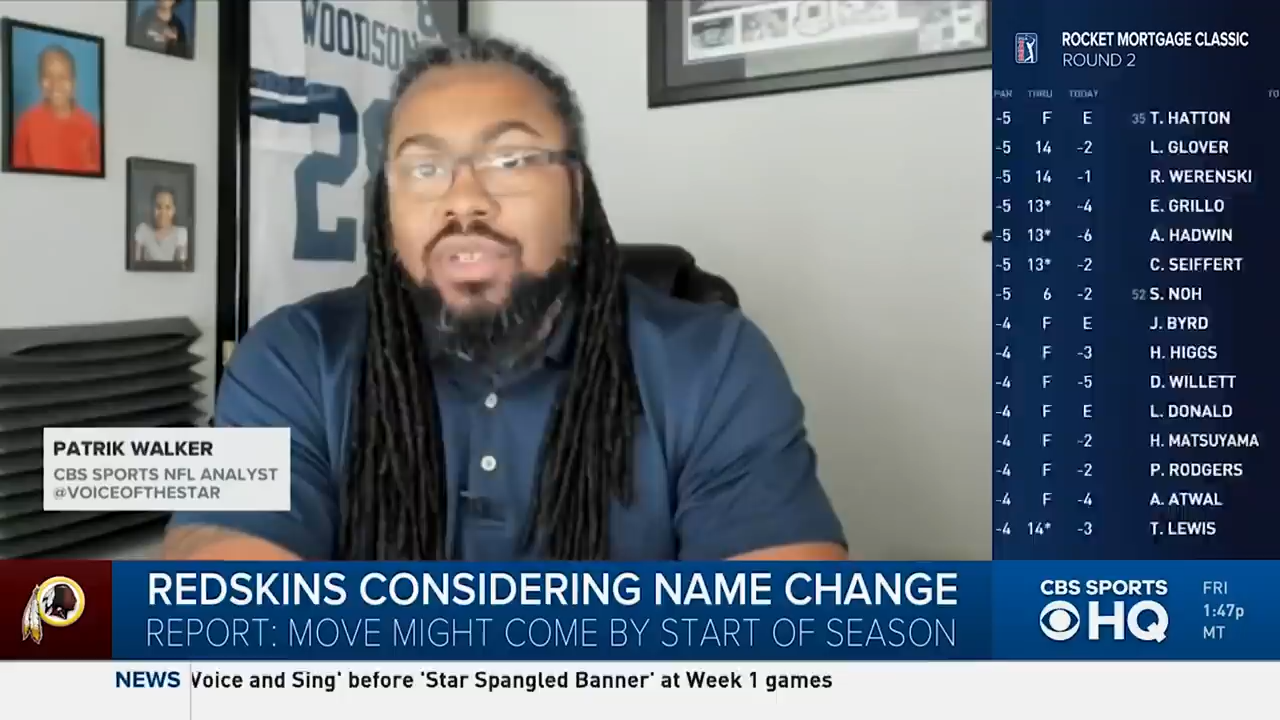 WOODSON
2
ROCKET MORTGAGE CLASSIC
ROUND 2
PAR THRU TODAY TO
-5 F E 35 T. HATTON
-5 14 -2 L. GLOVER
-5 14 -1 R. WERENSKI
-5 13* -4 E. GRILLO
-5 13* -6 A. HADWIN
-5 13* -2 C. SEIFFERT
-5 6 -2 52 S. NOH
-4 F E J. BYRD
-4 F -3 H. HIGGS
-4 F -5 D. WILLETT
-4 F E L. DONALD
-4 F -2 H. MATSUYAMA
-4 F -2 P. RODGERS
-4 F -4 A. ATWAL
-4 14* -3 T. LEWIS
PATRIK WALKER
CBS SPORTS NFL ANALYST
@VOICEOFTHESTAR
REDSKINS CONSIDERING NAME CHANGE
REPORT: MOVE MIGHT COME BY START OF SEASON
CBS SPORTS
HQ
FRI
1:47p
MT
NEWS Voice and Sing' before 'Star Spangled Banner' at Week 1 games